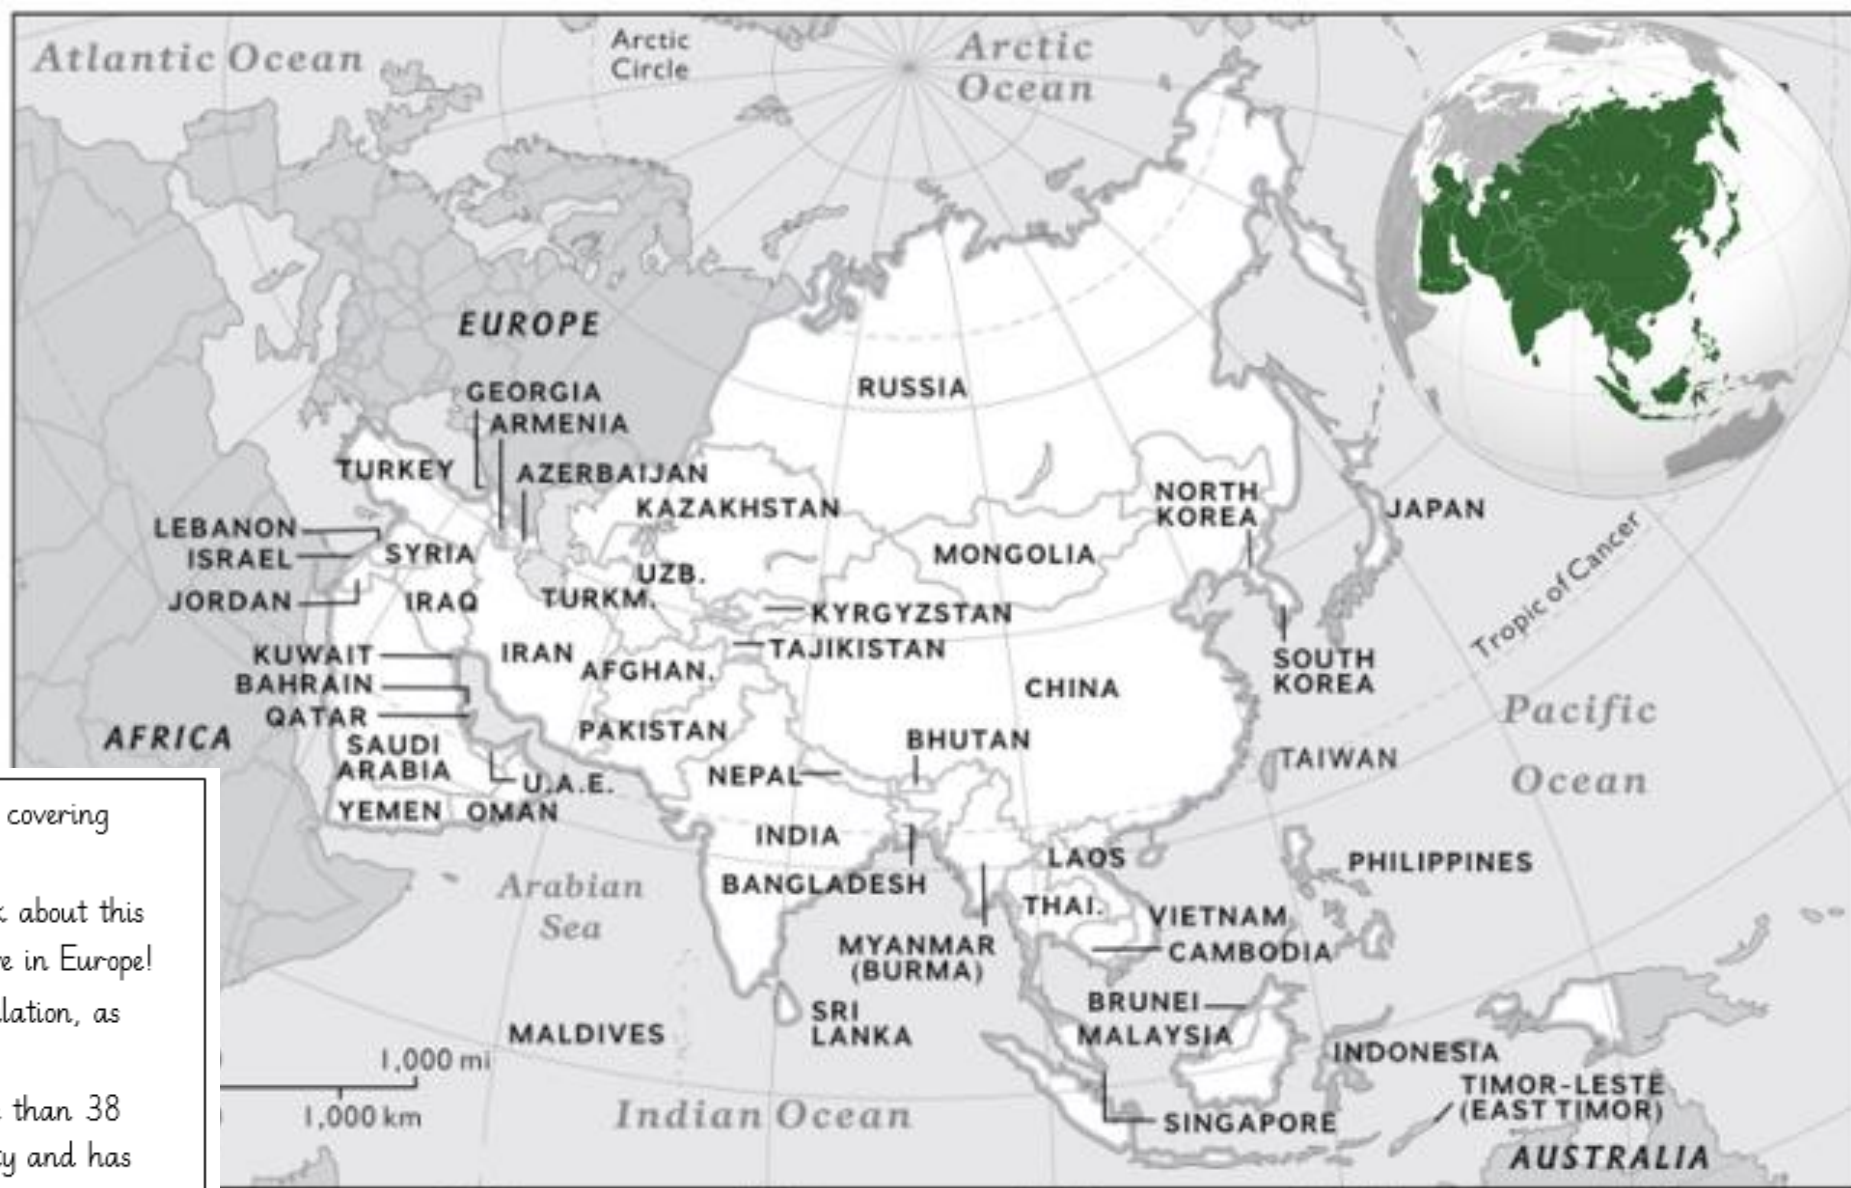 Atlantic Ocean
Arctic
Circle
Arctic
Ocean
EUROPE
RUSSIA
GEORGIA
ARMENIA
TURKEY
AZERBAIJAN
KAZAKHSTAN
NORTH
KOREA
JAPAN
LEBANON
ISRAEL
SYRIA
MONGOLIA
UZB.
JORDAN
IRAQ
TURKM.
KYRGYZSTAN
Tropic of Cancer
KUWAIT
IRAN
AFGHAN.
TAJIKISTAN
SOUTH
KOREA
BAHRAIN
CHINA
QATAR
AFRICA
PAKISTAN
Pacific
Ocean
SAUDI
ARABIA
BHUTAN
TAIWAN
NEPAL
U.A.E.
YEMEN
OMAN
INDIA
LAOS
PHILIPPINES
BANGLADESH
Arabian
Sea
THAI.
VIETNAM
MYANMAR
(BURMA)
CAMBODIA
BRUNEI
SRI
LANKA
MALDIVES
MALAYSIA
INDONESIA
1,000 mi
1,000 km
TIMOR-LESTE
(EAST TIMOR)
Indian Ocean
SINGAPORE
AUSTRALIA
covering
about this
in Europe!
as
than 38
and has